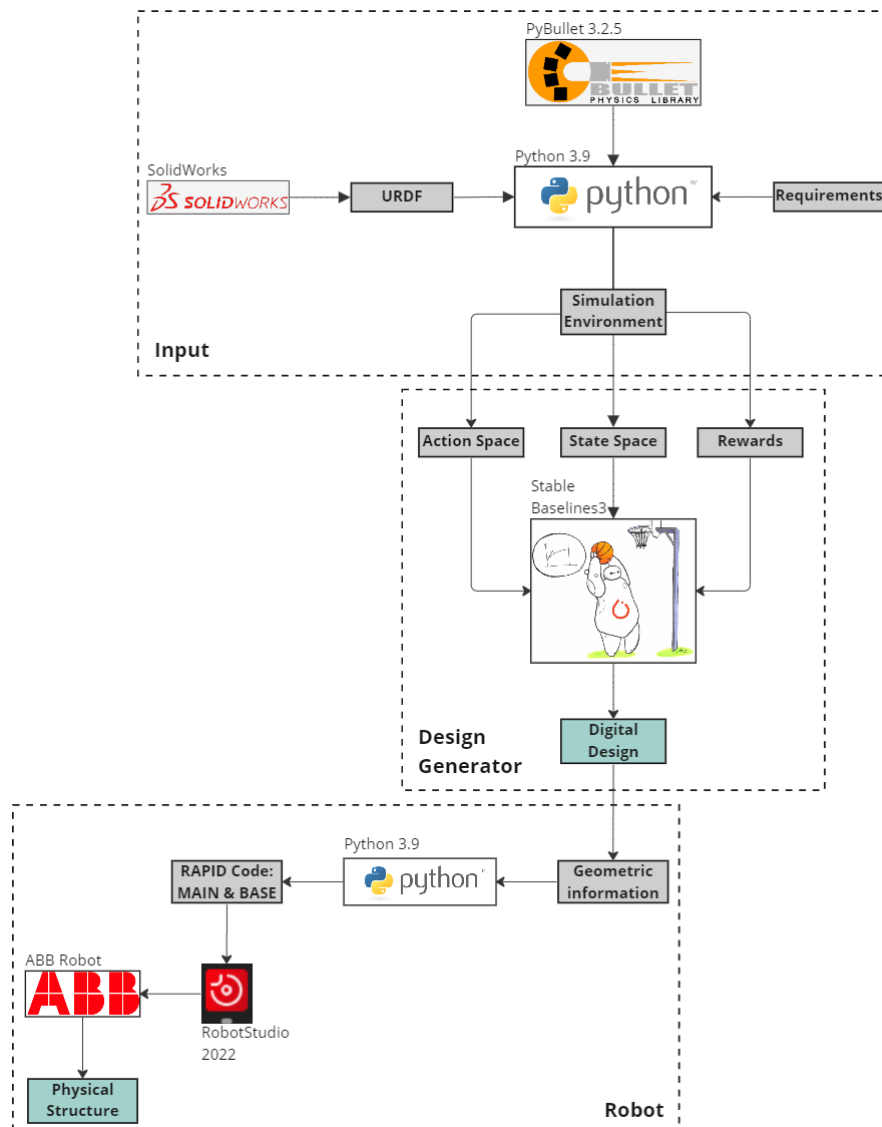 PyBullet 3.2.5
BULLET
PHYSICS LIBRARY
Python 3.9
python™
SolidWorks
SOLIDWORKS
URDF
Requirements
Simulation
Environment
Input
Action Space
State Space
Rewards
Stable
Baselines3
Digital
Design
Design
Generator
Python 3.9
python
RAPID Code:
MAIN & BASE
Geometric
information
ABB Robot
ABB
RobotStudio
2022
Physical
Structure
Robot